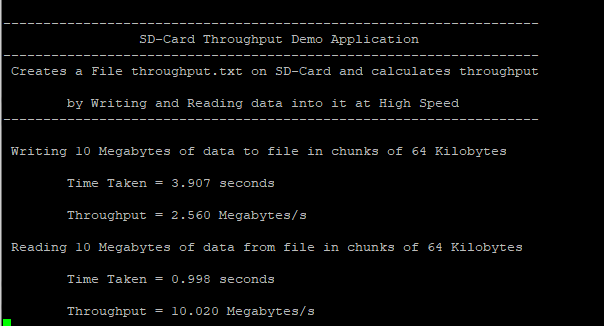 -----------------------------------------------------------
SD-Card Throughput Demo Application
-----------------------------------------------------------
Creates a File throughput.txt on SD-Card and calculates throughput
by Writing and Reading data into it at High Speed
-----------------------------------------------------------
Writing 10 Megabytes of data to file in chunks of 64 Kilobytes
Time Taken = 3.907 seconds
Throughput = 2.560 Megabytes/s
Reading 10 Megabytes of data from file in chunks of 64 Kilobytes
Time Taken = 0.998 seconds
Throughput = 10.020 Megabytes/s